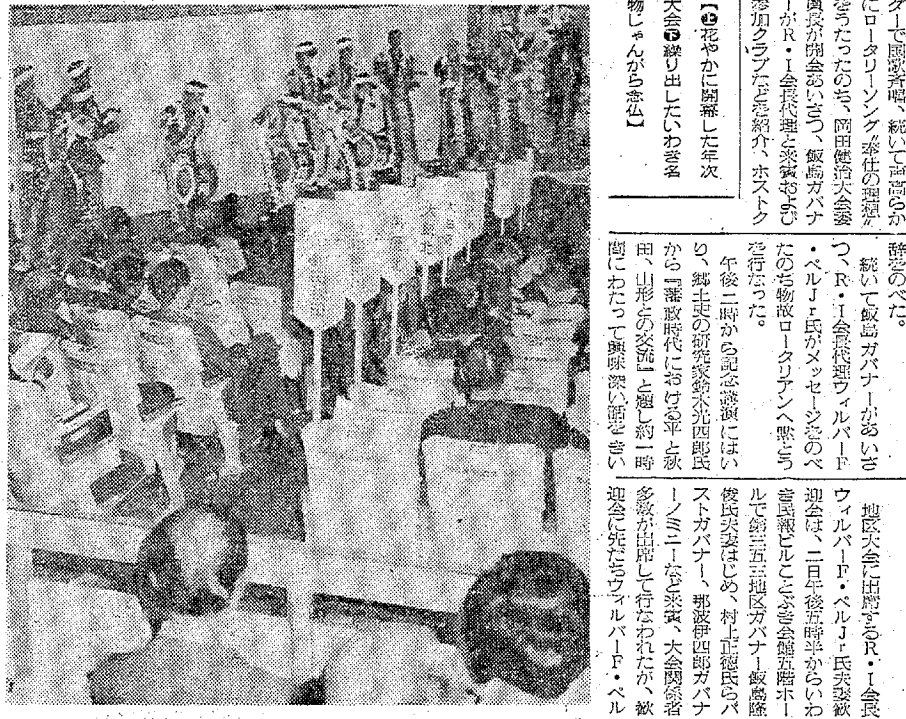 ダーで国歌斉唱、続いて声高らか
にロータリーソング〝奉仕の理想〟
をうたったのち、岡田健治大会委
員長が開会あいさつ、飯島ガバナ
ーがR・I会長代理と来賓および
参加クラブなどを紹介、ホストク
【上花やかに開幕した年次
大会下繰り出したいわき名
物じゃんがら念仏】
辞をのべた。
続いて飯島ガバナーがあいさ
つ、R・I会長代理ウィルバーF
・ベルJr氏がメッセージをのべ
たのち物故ロータリアンへ黙とう
を行なった。
午後二時から記念講演にはい
り、郷土史の研究家鈴木光四郎氏
から『藩政時代における平と秋
田、山形との交流』と題し約一時
間にわたって興味深い話をきい
地区大会に出席するR・I会長
ウィルバーF・ベルJr氏夫妻歓
迎会は、二日午後五時半からいわ
き民報ビルことぶき会館五階ホー
ルで第三五三地区ガバナー飯島隆
俊氏夫妻はじめ、村上正徳氏らパ
ストガバナー、那波伊四郎ガバナ
ーノミニーなど来賓、大会関係者
多数が出席して行なわれたが、歓
迎会に先だちウィルバーF・ベル